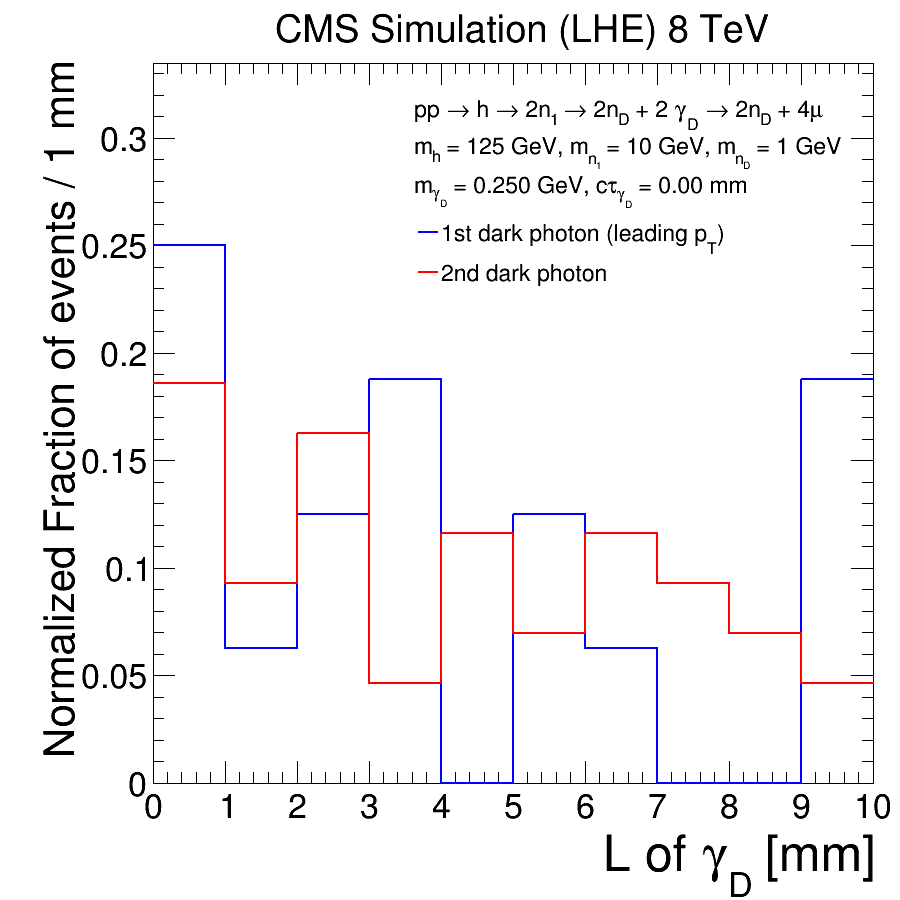 CMS Simulation (LHE) 8 TeV
Normalized Fraction of events / 1 mm
0.3
0.25
0.2
0.15
0.1
0.05
0
pp → h → 2n₁ → 2n_D + 2 γ_D → 2n_D + 4μ
m_h = 125 GeV, m_n₁ = 10 GeV, m_n_D = 1 GeV
m_γ_D = 0.250 GeV, cτ_γ_D = 0.00 mm
1st dark photon (leading p_T)
2nd dark photon
0 1 2 3 4 5 6 7 8 9 10
L of γ_D [mm]